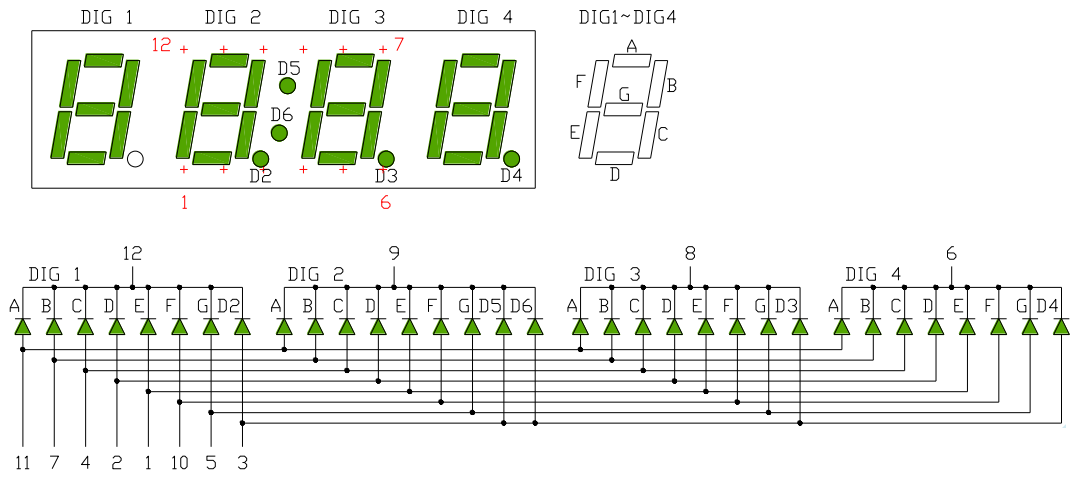 DIG 1 DIG 2 DIG 3 DIG 4 DIG1~DIG4
12 7 A
D5
F B
G
D6
E C
D2 D3 D4 D
1 6
12 9 8 6
DIG 1 DIG 2 DIG 3 DIG 4
A B C D E F G D2 A B C D E F G D5 D6 A B C D E F G D3 A B C D E F G D4
11 7 4 2 1 10 5 3